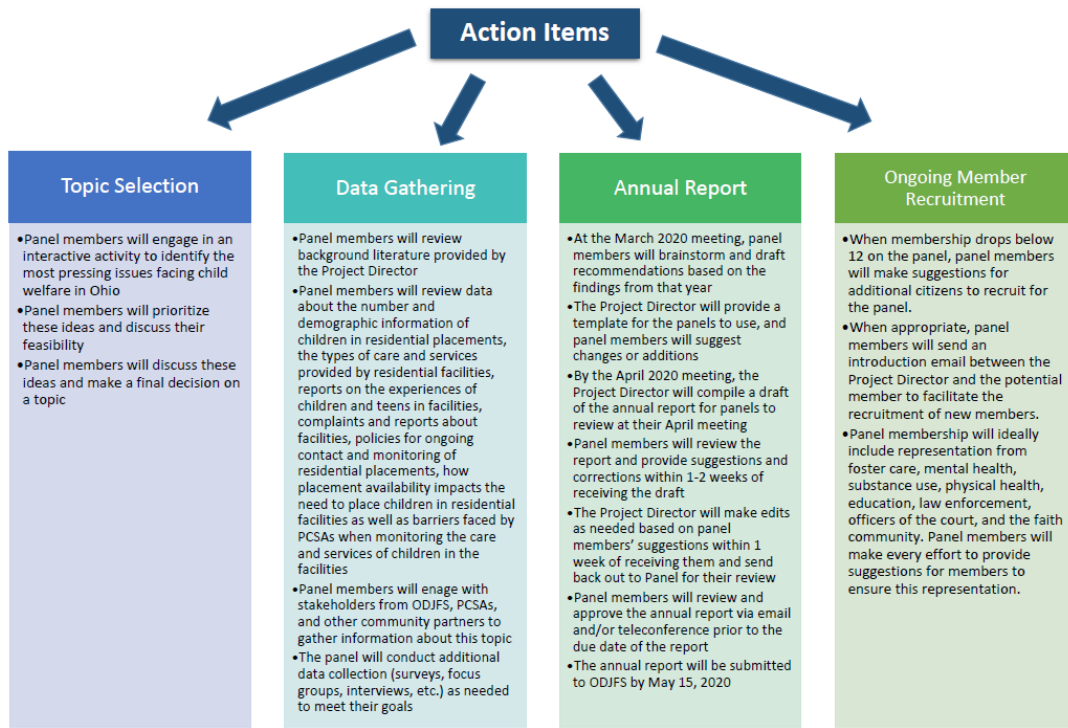 Action Items
Topic Selection
•Panel members will engage in an
interactive activity to identify the
most pressing issues facing child
welfare in Ohio
•Panel members will prioritize
these ideas and discuss their
feasibility
•Panel members will discuss these
ideas and make a final decision on
a topic
Data Gathering
•Panel members will review
background literature provided by
the Project Director
•Panel members will review data
about the number and
demographic information of
children in residential placements,
the types of care and services
provided by residential facilities,
reports on the experiences of
children and teens in facilities,
complaints and reports about
facilities, policies for ongoing
contact and monitoring of
residential placements, how
placement availability impacts the
need to place children in residential
facilities as well as barriers faced by
PCSAs when monitoring the care
and services of children in the
facilities
•Panel members will enage with
stakeholders from ODJFS, PCSAs,
and other community partners to
gather information about this topic
•The panel will conduct additional
data collection (surveys, focus
groups, interviews, etc.) as needed
to meet their goals
Annual Report
•At the March 2020 meeting, panel
members will brainstorm and draft
recommendations based on the
findings from that year
•The Project Director will provide a
template for the panels to use, and
panel members will suggest
changes or additions
•By the April 2020 meeting, the
Project Director will compile a draft
of the annual report for panels to
review at their April meeting
•Panel members will review the
report and provide suggestions and
corrections within 1-2 weeks of
receiving the draft
•The Project Director will make edits
as needed based on panel
members’ suggestions within 1
week of receiving them and send
back out to Panel for their review
•Panel members will review and
approve the annual report via email
and/or teleconference prior to the
due date of the report
•The annual report will be submitted
to ODJFS by May 15, 2020
Ongoing Member
Recruitment
•When membership drops below
12 on the panel, panel members
will make suggestions for
additional citizens to recruit for
the panel.
•When appropriate, panel
members will send an
introduction email between the
Project Director and the potential
member to facilitate the
recruitment of new members.
•Panel membership will ideally
include representation from
foster care, mental health,
substance use, physical health,
education, law enforcement,
officers of the court, and the faith
community. Panel members will
make every effort to provide
suggestions for members to
ensure this representation.